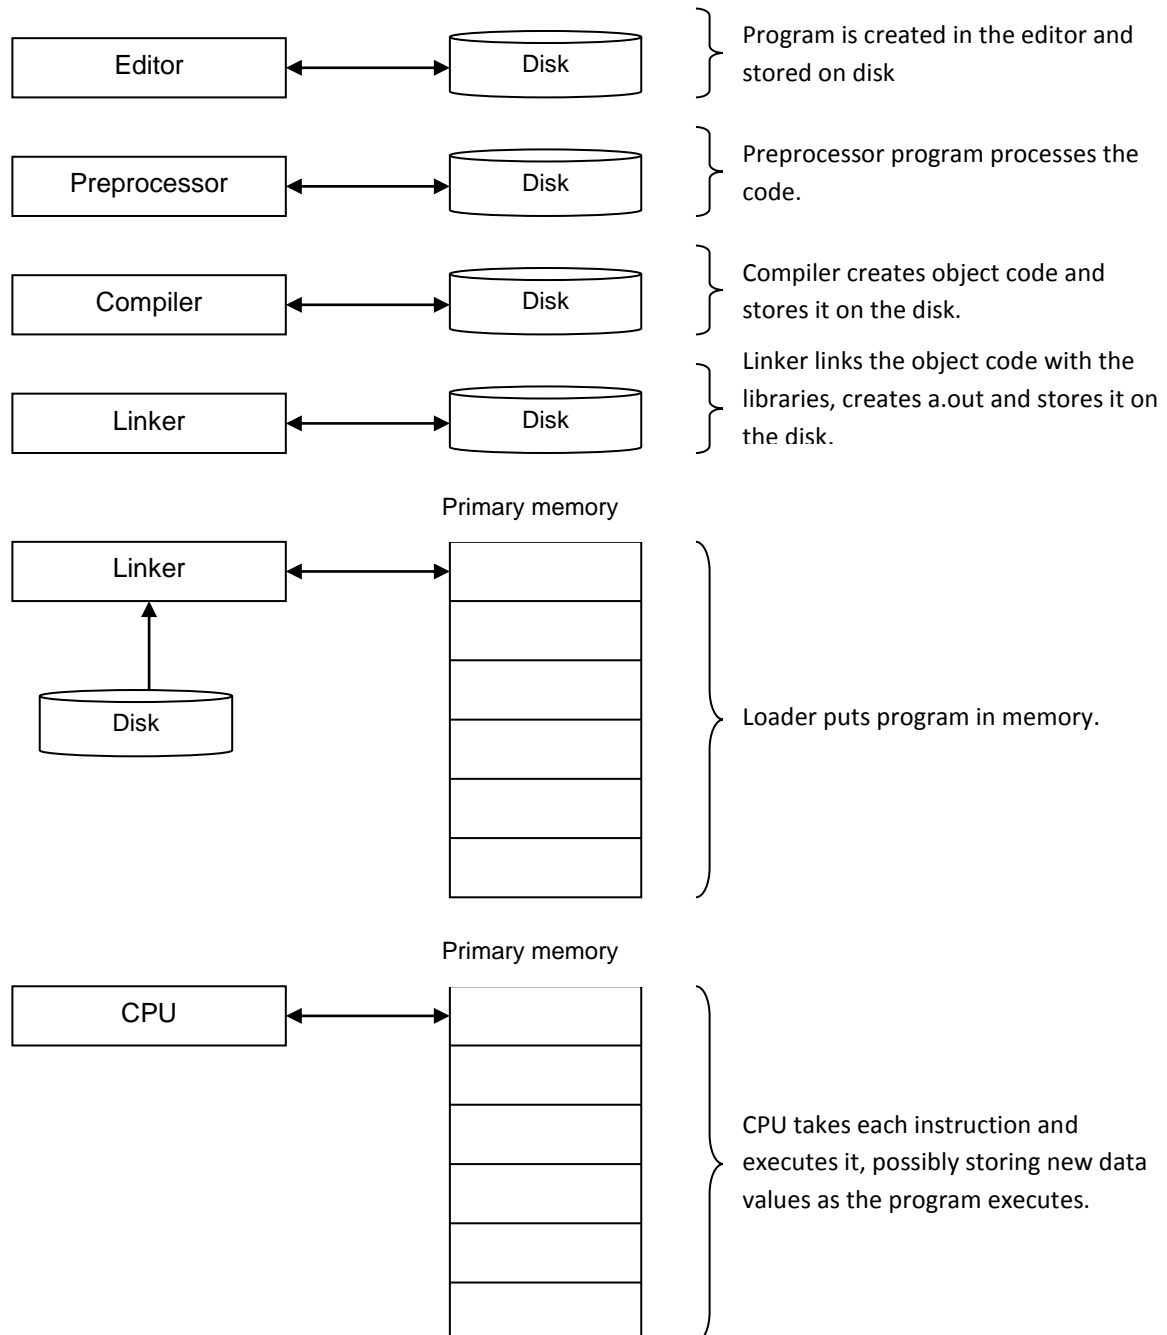 Editor
Disk
Program is created in the editor and
stored on disk
Preprocessor
Disk
Preprocessor program processes the
code.
Compiler
Disk
Compiler creates object code and
stores it on the disk.
Linker
Disk
Linker links the object code with the
libraries, creates a.out and stores it on
the disk.
Primary memory
Linker
Disk
Loader puts program in memory.
Primary memory
CPU
CPU takes each instruction and
executes it, possibly storing new data
values as the program executes.